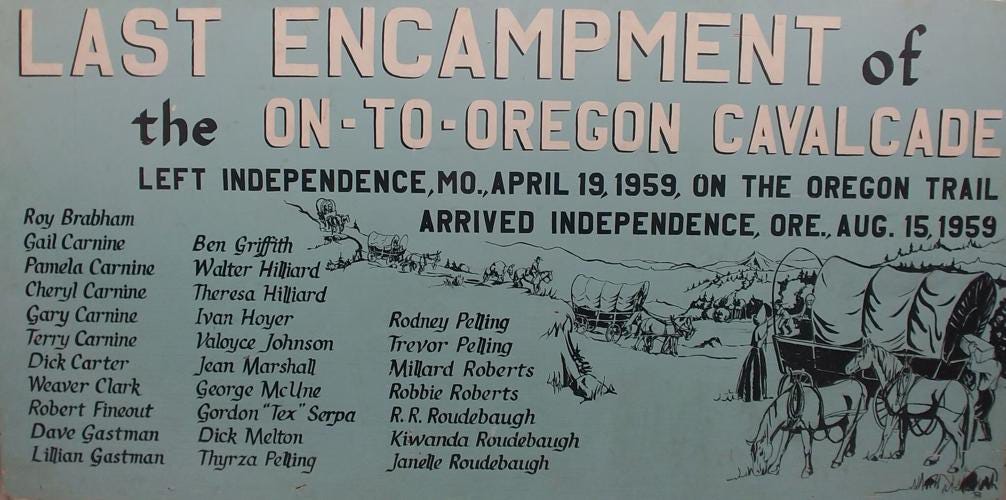 LAST ENCAMPMENT of
the ON-TO-OREGON CAVALCADE
LEFT INDEPENDENCE, MO., APRIL 19, 1959, ON THE OREGON TRAIL
ARRIVED INDEPENDENCE, ORE., AUG. 15, 1959
Roy Brabham
Gail Carnine
Pamela Carnine
Cheryl Carnine
Gary Carnine
Terry Carnine
Dick Carter
Weaver Clark
Robert Fineout
Dave Gastman
Lillian Gastman
Ben Griffith
Walter Hilliard
Theresa Hilliard
Ivan Hoyer
Valoyce Johnson
Jean Marshall
George McUne
Gordon "Tex" Serpa
Dick Melton
Thyrza Pelling
Rodney Pelling
Trevor Pelling
Millard Roberts
Robbie Roberts
R.R. Roudebaugh
Kiwanda Roudebaugh
Janelle Roudebaugh